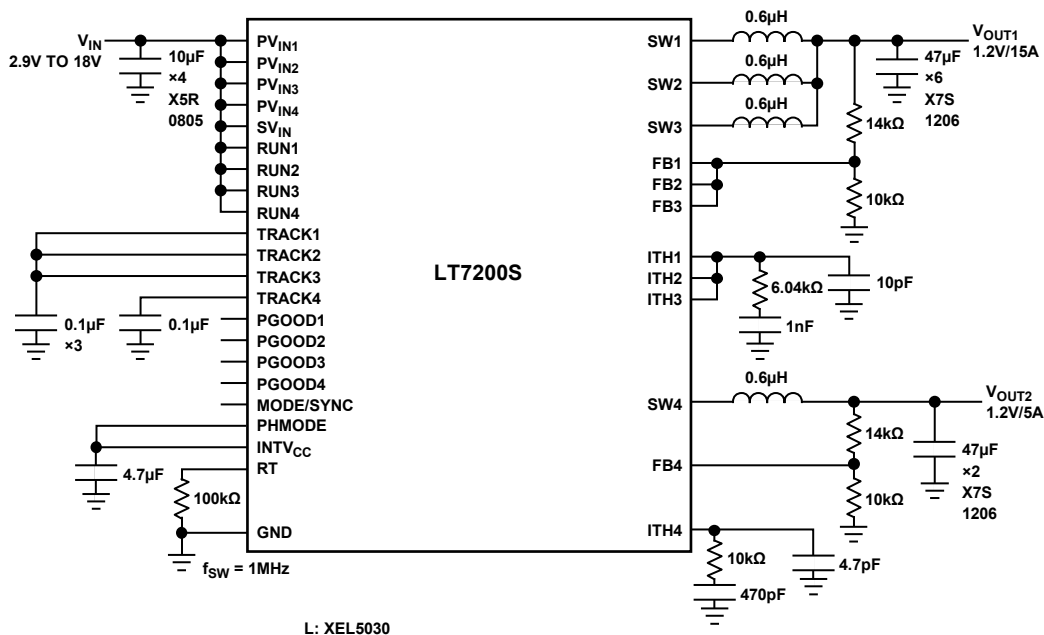 VIN
2.9V TO 18V
10µF
×4
X5R
0805
PVIN1
PVIN2
PVIN3
PVIN4
SVIN
RUN1
RUN2
RUN3
RUN4
TRACK1
TRACK2
TRACK3
TRACK4
PGOOD1
PGOOD2
PGOOD3
PGOOD4
MODE/SYNC
PHMODE
INTVCC
RT
GND
0.1µF
×3
0.1µF
4.7µF
100kΩ
fSW = 1MHz
LT7200S
SW1
SW2
SW3
FB1
FB2
FB3
ITH1
ITH2
ITH3
SW4
FB4
ITH4
0.6µH
0.6µH
0.6µH
VOUT1
1.2V/15A
47µF
×6
X7S
1206
14kΩ
10kΩ
6.04kΩ
10pF
1nF
0.6µH
VOUT2
1.2V/5A
14kΩ
47µF
×2
X7S
1206
10kΩ
10kΩ
4.7pF
470pF
L: XEL5030